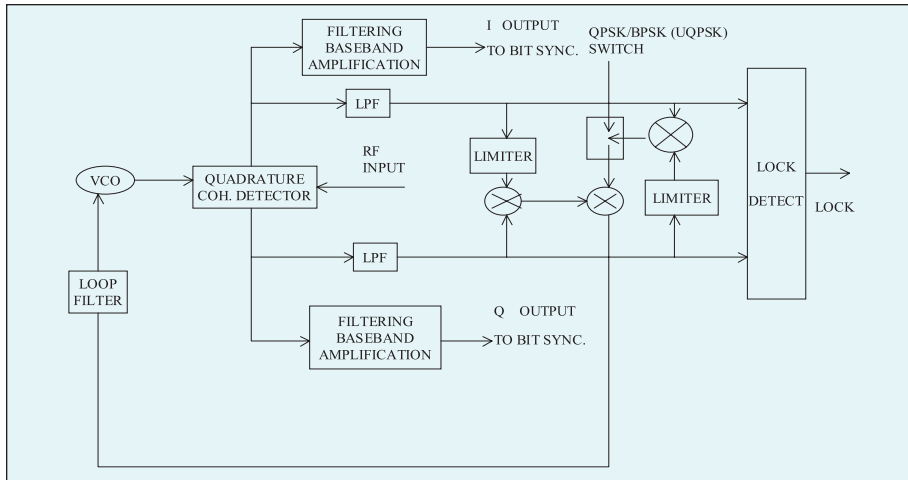 FILTERING
BASEBAND
AMPLIFICATION
I OUTPUT
TO BIT SYNC.
QPSK/BPSK (UQPSK)
SWITCH
LPF
RF
INPUT
LIMITER
VCO
QUADRATURE
COH. DETECTOR
LIMITER
LOCK
DETECT
LOCK
LPF
LOOP
FILTER
FILTERING
BASEBAND
AMPLIFICATION
Q OUTPUT
TO BIT SYNC.